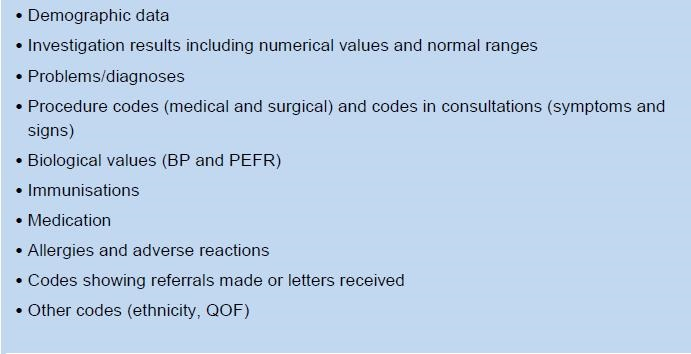 • Demographic data
• Investigation results including numerical values and normal ranges
• Problems/diagnoses
• Procedure codes (medical and surgical) and codes in consultations (symptoms and
signs)
• Biological values (BP and PEFR)
• Immunisations
• Medication
• Allergies and adverse reactions
• Codes showing referrals made or letters received
• Other codes (ethnicity, QOF)